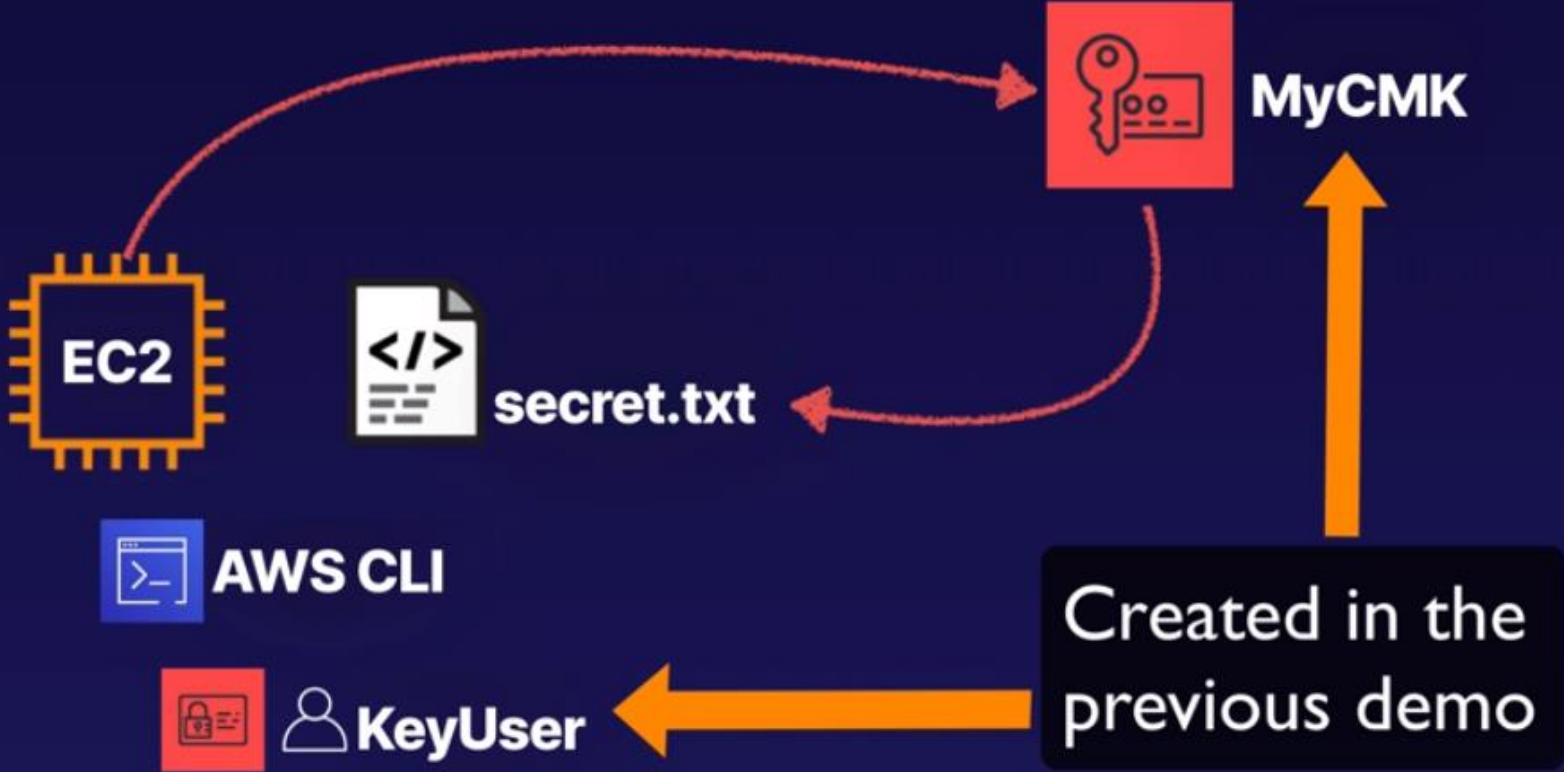 MyCMK
EC2
</>
secret.txt
AWS CLI
>_
KeyUser
Created in the
previous demo